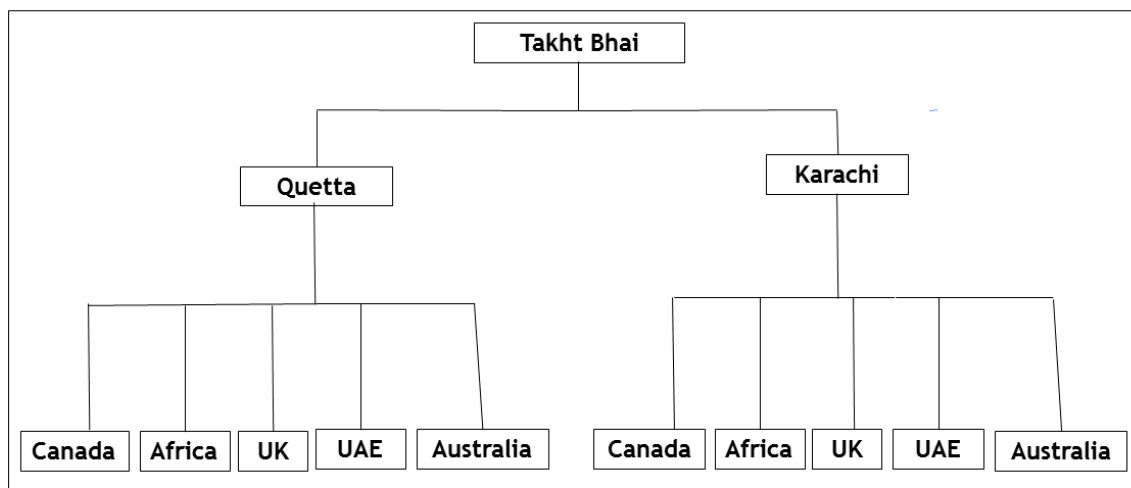 Takht Bhai
Quetta
Karachi
Canada
Africa
UK
UAE
Australia
Canada
Africa
UK
UAE
Australia